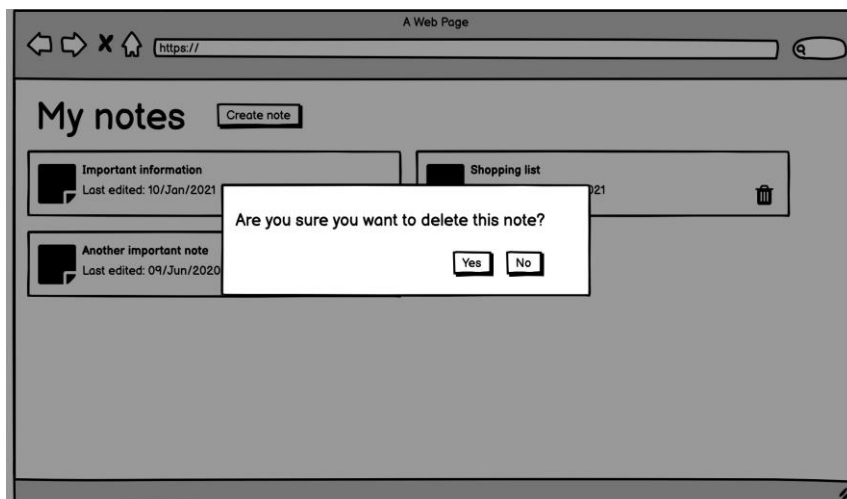 A Web Page
https://
My notes
Create note
Important information
Last edited: 10/Jan/2021
Shopping list
021
Are you sure you want to delete this note?
Yes No
Another important note
Last edited: 09/Jun/2020